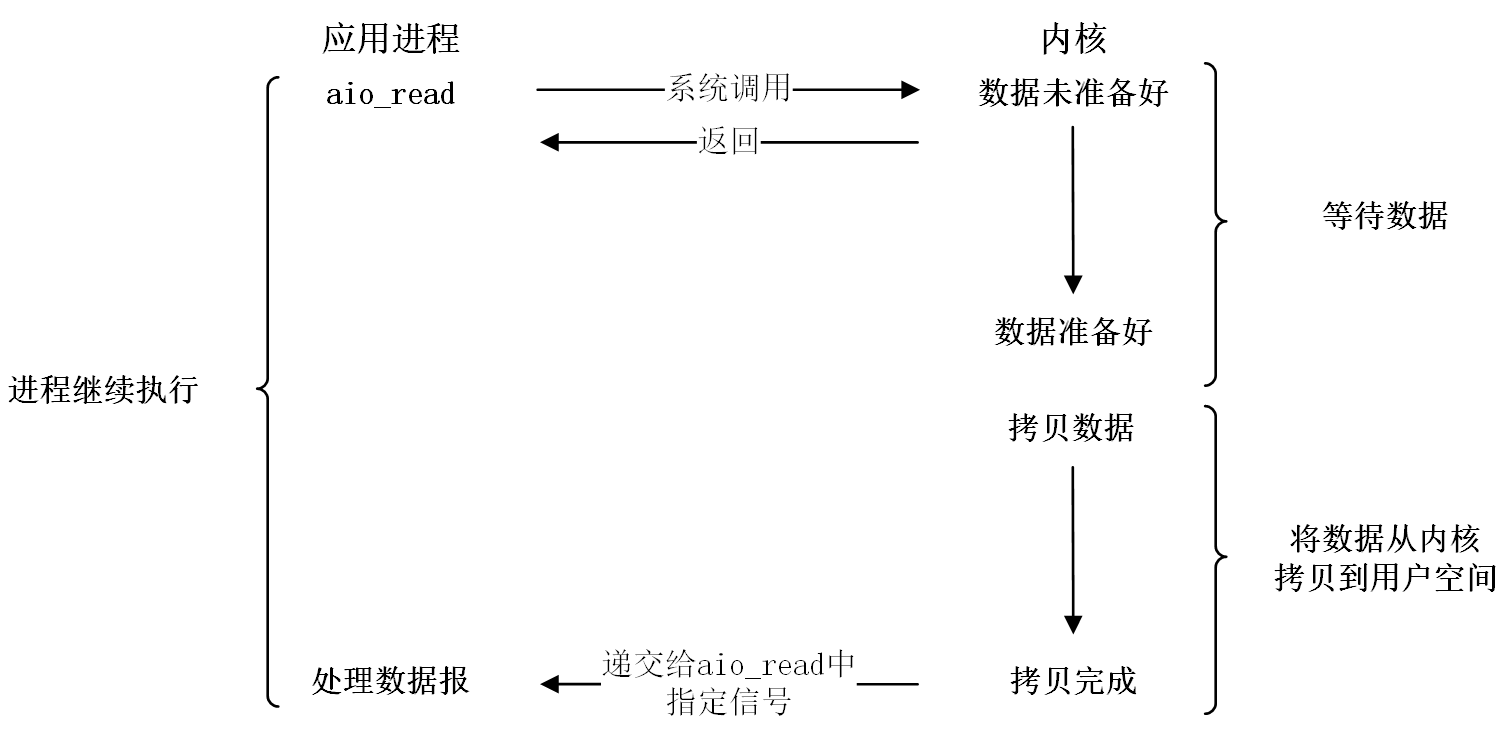 应用进程
内核
aio_read
系统调用
数据未准备好
返回
等待数据
数据准备好
进程继续执行
拷贝数据
将数据从内核
拷贝到用户空间
处理数据报
递交给aio_read中
指定信号
拷贝完成